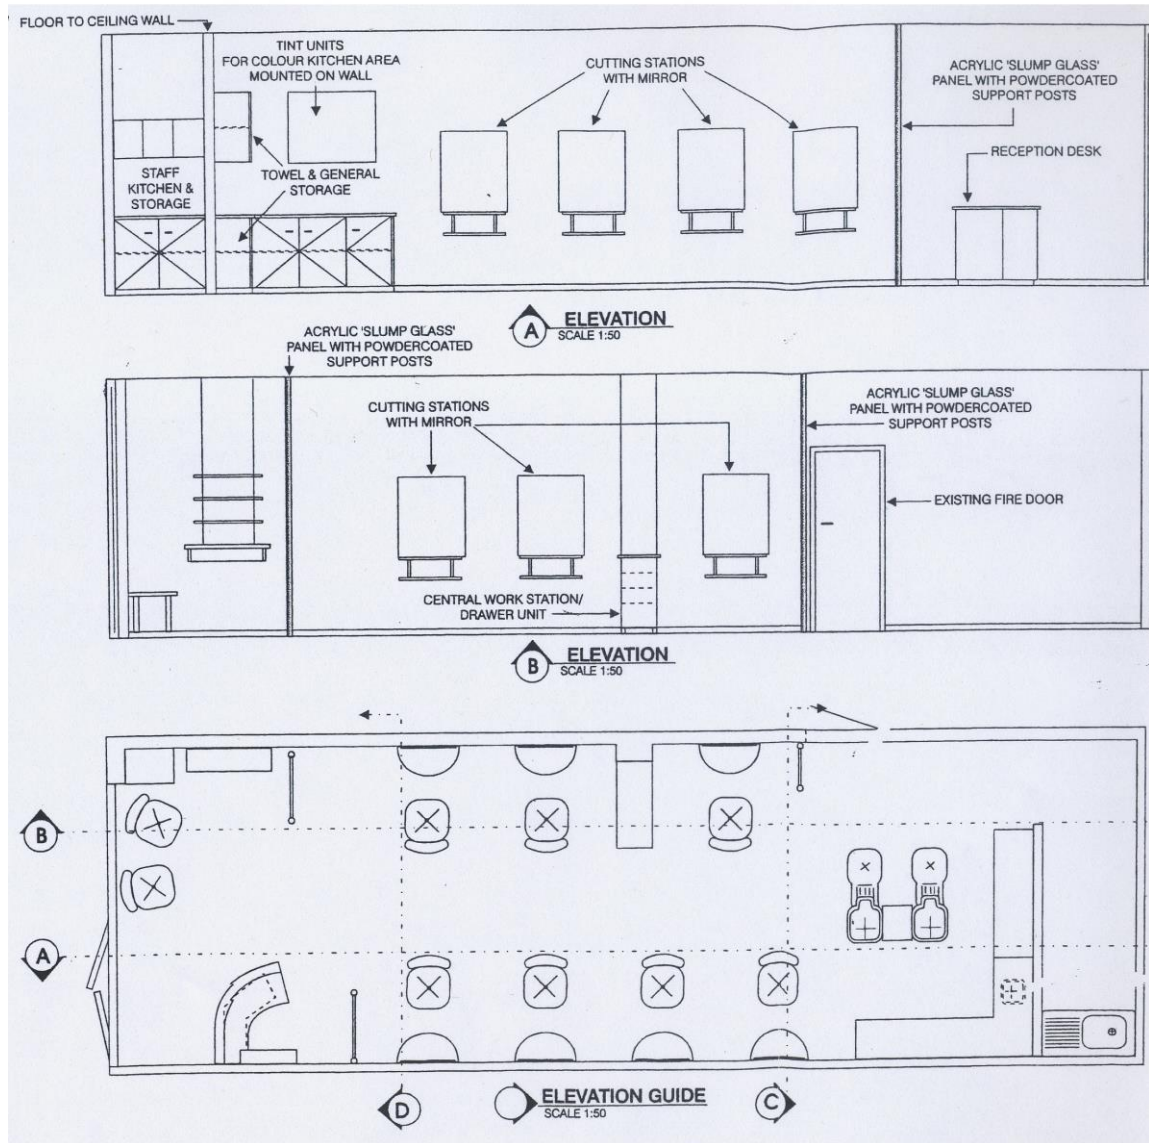 FLOOR TO CEILING WALL
TINT UNITS
FOR COLOUR KITCHEN AREA
MOUNTED ON WALL
CUTTING STATIONS
WITH MIRROR
ACRYLIC 'SLUMP GLASS'
PANEL WITH POWDERCOATED
SUPPORT POSTS
RECEPTION DESK
STAFF
KITCHEN &
STORAGE
TOWEL & GENERAL
STORAGE
A
ELEVATION
SCALE 1:50
ACRYLIC 'SLUMP GLASS'
PANEL WITH POWDERCOATED
SUPPORT POSTS
CUTTING STATIONS
WITH MIRROR
ACRYLIC 'SLUMP GLASS'
PANEL WITH POWDERCOATED
SUPPORT POSTS
EXISTING FIRE DOOR
CENTRAL WORK STATION/
DRAWER UNIT
B
ELEVATION
SCALE 1:50
B
A
D
ELEVATION GUIDE
SCALE 1:50
C